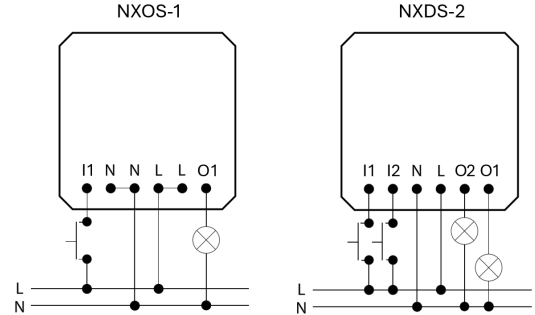 NXOS-1
NXDS-2
I1 N N L L O1
I1 I2 N L O2 O1
L
N
L
N